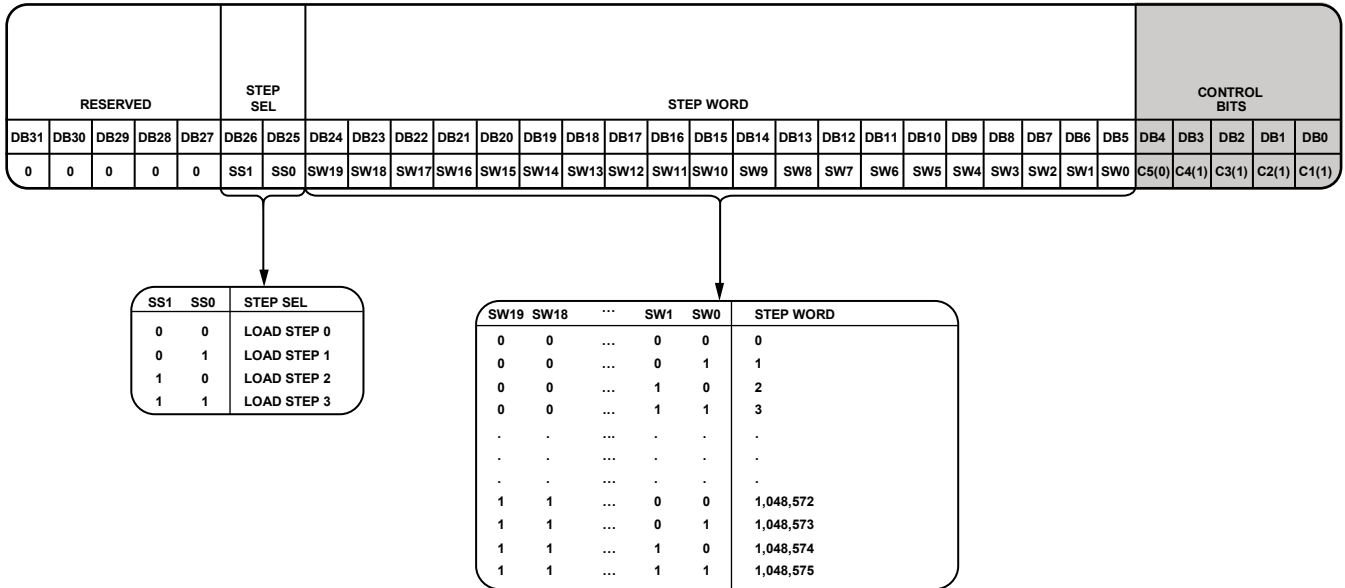 RESERVED STEP SEL STEP WORD CONTROL BITS
DB31 DB30 DB29 DB28 DB27 DB26 DB25 DB24 DB23 DB22 DB21 DB20 DB19 DB18 DB17 DB16 DB15 DB14 DB13 DB12 DB11 DB10 DB9 DB8 DB7 DB6 DB5 DB4 DB3 DB2 DB1 DB0
0 0 0 0 0 SS1 SS0 SW19 SW18 SW17 SW16 SW15 SW14 SW13 SW12 SW11 SW10 SW9 SW8 SW7 SW6 SW5 SW4 SW3 SW2 SW1 SW0 C5(0) C4(1) C3(1) C2(1) C1(1)
SS1 SS0 STEP SEL
0 0 LOAD STEP 0
0 1 LOAD STEP 1
1 0 LOAD STEP 2
1 1 LOAD STEP 3
SW19 SW18 ... SW1 SW0 STEP WORD
0 0 ... 0 0 0
0 0 ... 0 1 1
0 0 ... 1 0 2
0 0 ... 1 1 3
. . ... . . .
. . ... . . .
. . ... . . .
1 1 ... 0 0 1,048,572
1 1 ... 0 1 1,048,573
1 1 ... 1 0 1,048,574
1 1 ... 1 1 1,048,575